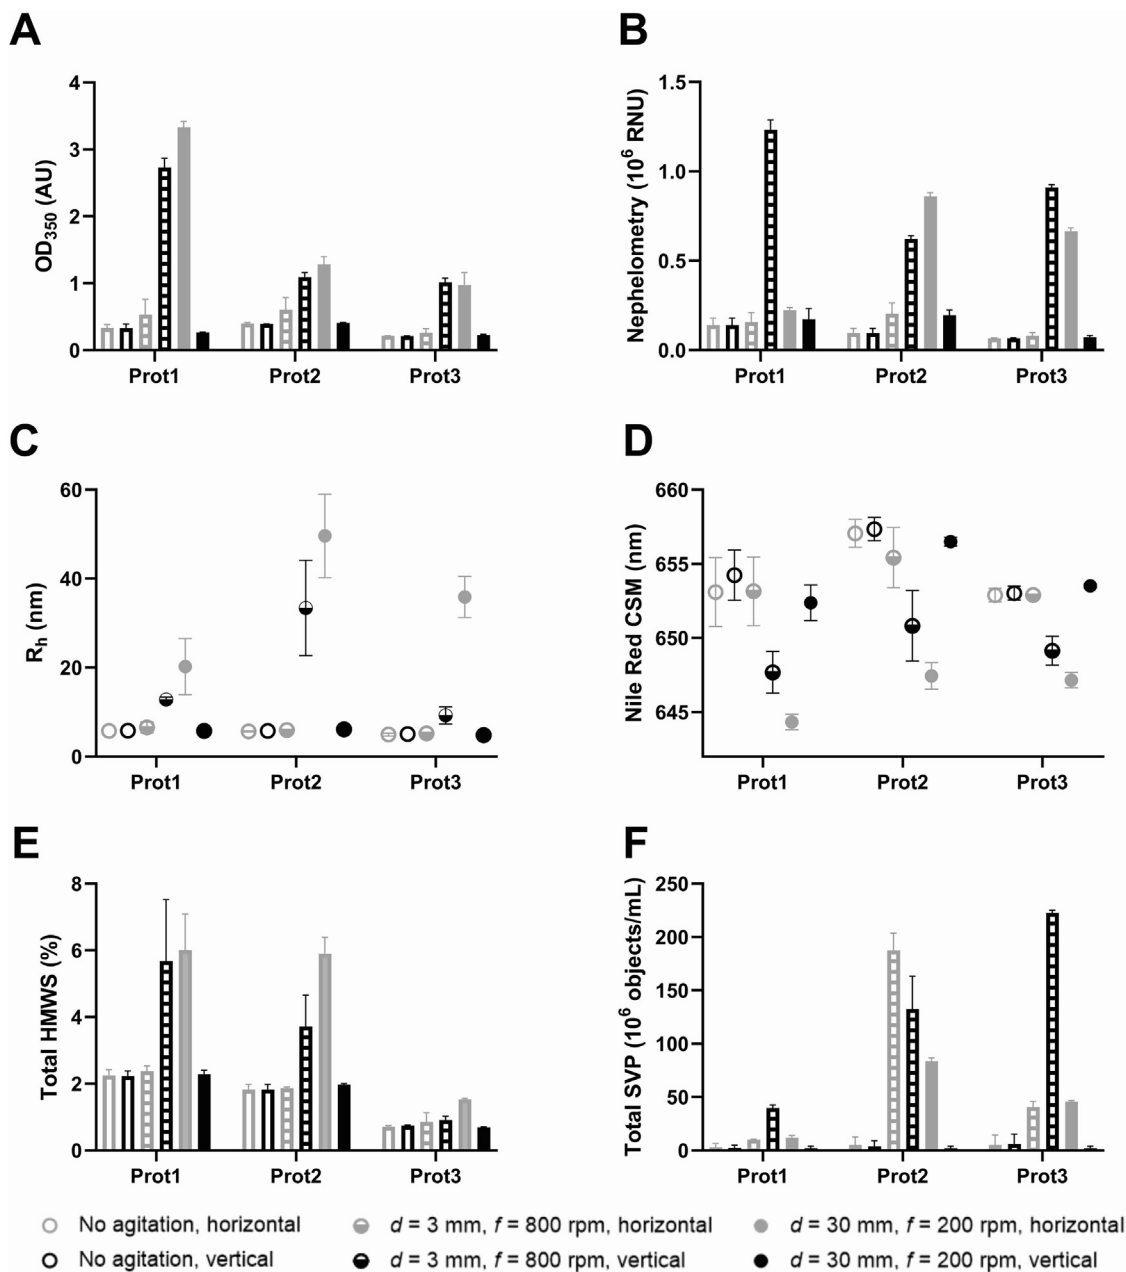 A
B
OD350 (AU)
4
3
2
1
0
Prot1 Prot2 Prot3
Nephelometry (10^6 RNU)
1.5
1.0
0.5
0.0
Prot1 Prot2 Prot3
C
D
Rh (nm)
60
40
20
0
Prot1 Prot2 Prot3
Nile Red CSM (nm)
660
655
650
645
Prot1 Prot2 Prot3
E
F
Total HMWS (%)
8
6
4
2
0
Prot1 Prot2 Prot3
Total SVP (10^6 objects/mL)
250
200
150
100
50
0
Prot1 Prot2 Prot3
No agitation, horizontal d = 3 mm, f = 800 rpm, horizontal d = 30 mm, f = 200 rpm, horizontal
No agitation, vertical d = 3 mm, f = 800 rpm, vertical d = 30 mm, f = 200 rpm, vertical